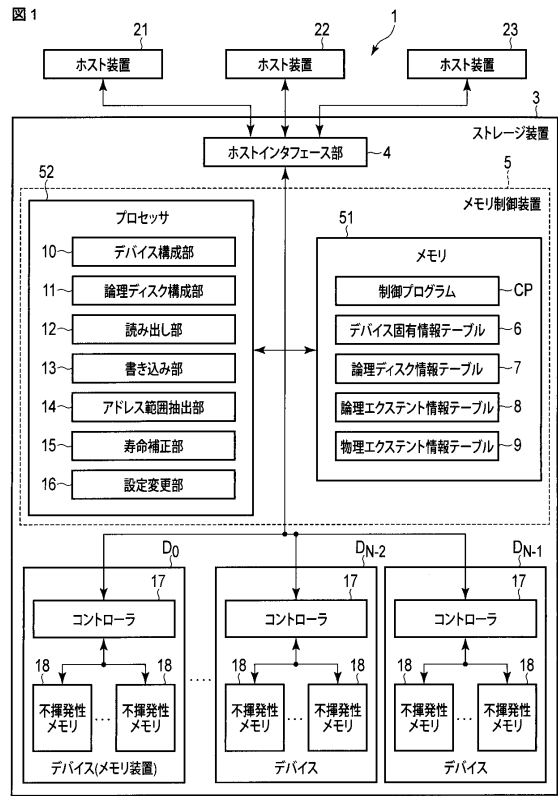 図1
21
22
23
1
ホスト装置
ホスト装置
ホスト装置
3
ストレージ装置
ホストインタフェース部
4
5
メモリ制御装置
52
プロセッサ
10
デバイス構成部
11
論理ディスク構成部
12
読み出し部
13
書き込み部
14
アドレス範囲抽出部
15
寿命補正部
16
設定変更部
51
メモリ
制御プログラム
CP
デバイス固有情報テーブル
6
論理ディスク情報テーブル
7
論理エクステント情報テーブル
8
物理エクステント情報テーブル
9
D0
17
コントローラ
18
18
不揮発性
メモリ
...
不揮発性
メモリ
デバイス(メモリ装置)
....
DN-2
17
コントローラ
18
18
不揮発性
メモリ
...
不揮発性
メモリ
デバイス
DN-1
17
コントローラ
18
18
不揮発性
メモリ
...
不揮発性
メモリ
デバイス